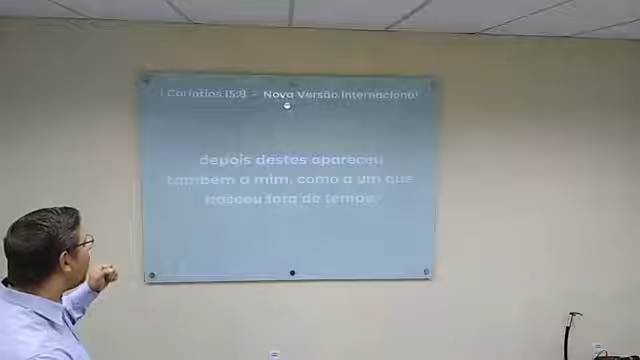 1 Coríntios 15:8 - Nova Versão Internacional
depois destes apareceu
também a mim, como a um que
nasceu fora de tempo.